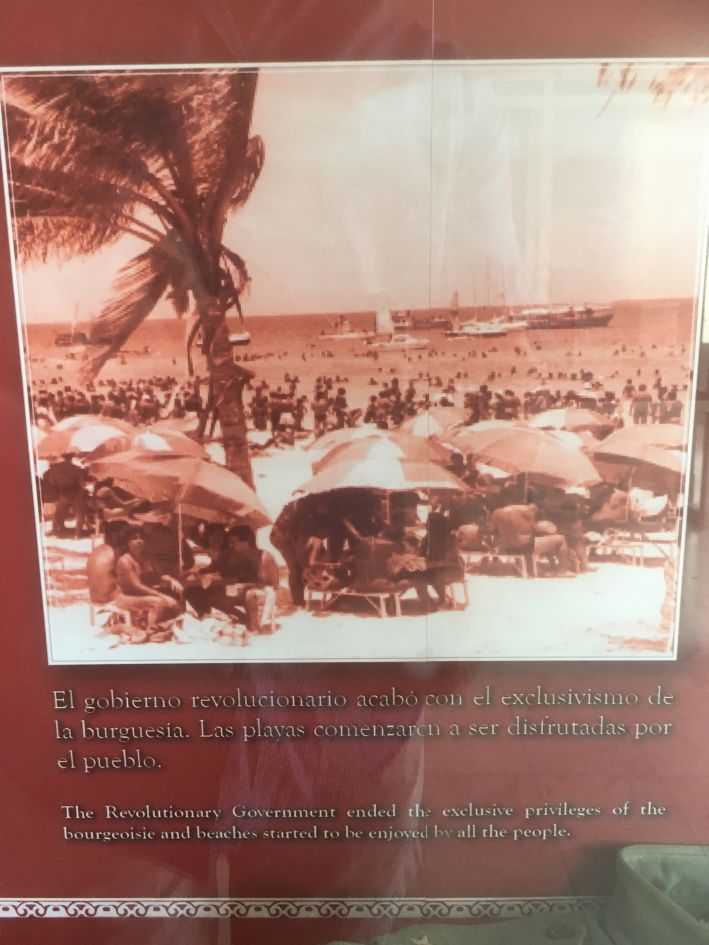 El gobierno revolucionario acabó con el exclusivismo de
la burguesía. Las playas comenzaron a ser disfrutadas por
el pueblo.
The Revolutionary Government ended the exclusive privileges of the
bourgeoisie and beaches started to be enjoyed by all the people.